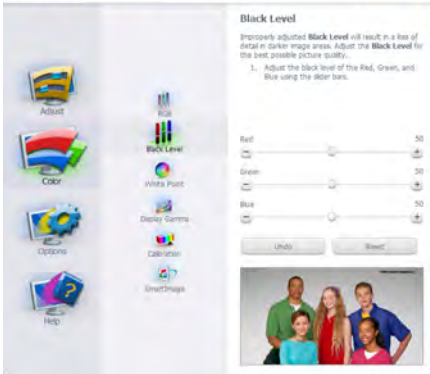 Adjust
Color
Options
Help
RGB
Black Level
White Point
Display Gamma
Calibration
SmartImage
Black Level
Improperly adjusted Black Level will result in a loss of
detail in darker image areas. Adjust the Black Level for
the best possible picture quality.
1. Adjust the black level of the Red, Green, and
Blue using the slider bars.
Red 50
Green 50
Blue 50
Undo Reset